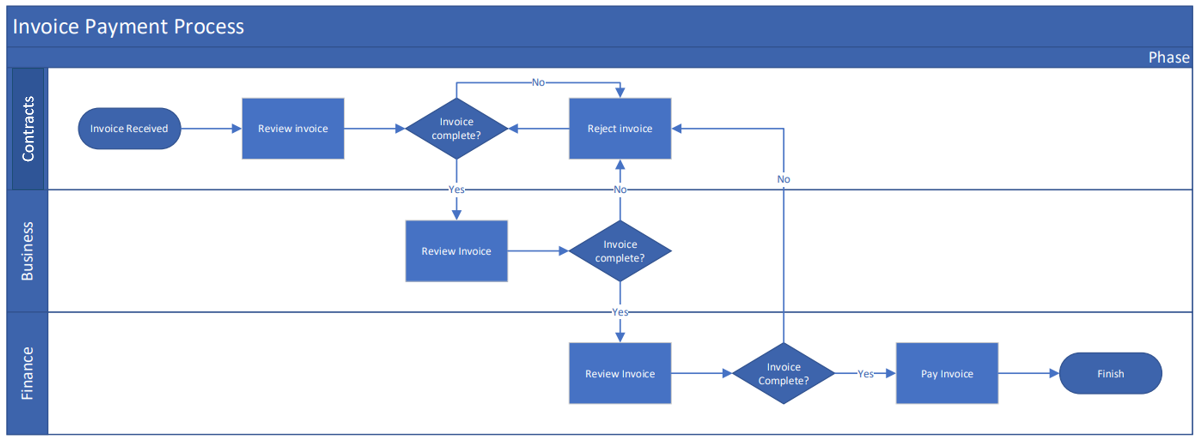 Invoice Payment Process
Phase
Contracts
Invoice Received
Review invoice
Invoice
complete?
No
Reject invoice
Yes
No
No
Business
Review Invoice
Invoice
complete?
Yes
Finance
Review Invoice
Invoice
Complete?
Yes
Pay Invoice
Finish